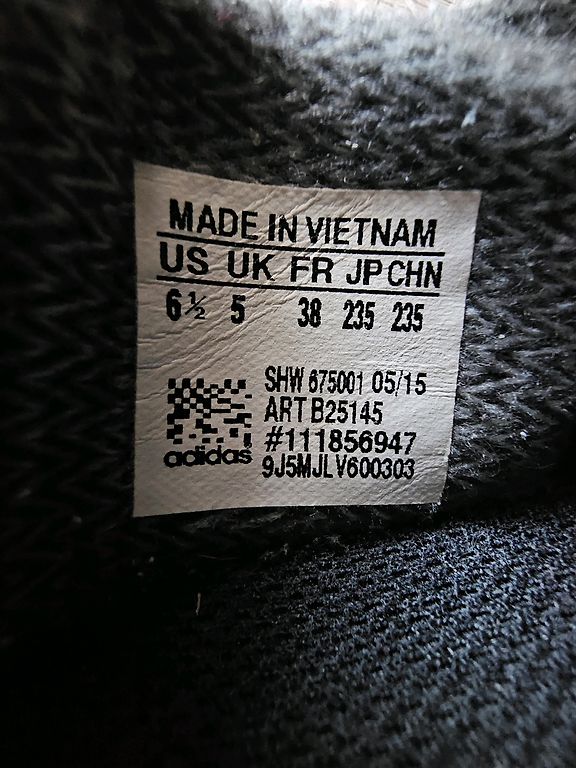 MADE IN VIETNAM
US UK FR JP CHN
6½ 5 38 235 235
SHW 675001 05/15
ART B25145
#111856947
9J5MJLV600303
adidas